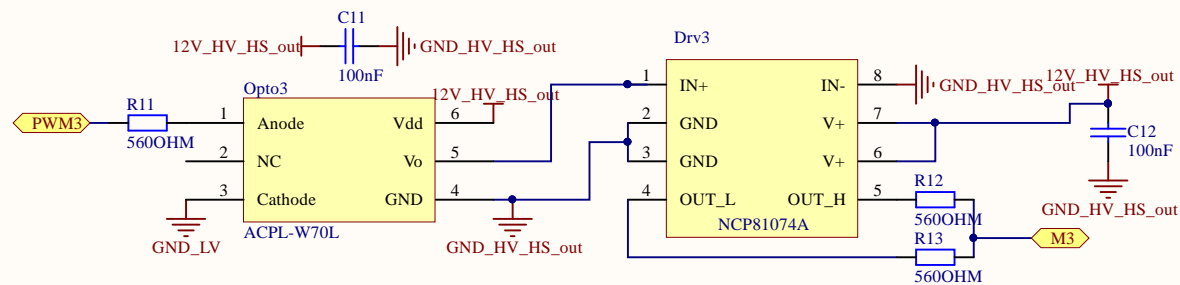 C11
12V_HV_HS_out
GND_HV_HS_out
100nF
Opto3
12V_HV_HS_out
PWM3
R11
560OHM
1
Anode
Vdd
6
2
NC
Vo
5
3
Cathode
GND
4
GND_LV
ACPL-W70L
GND_HV_HS_out
Drv3
1
IN+
IN-
8
GND_HV_HS_out
12V_HV_HS_out
2
GND
V+
7
C12
100nF
3
GND
V+
6
4
OUT_L
OUT_H
5
R12
560OHM
NCP81074A
GND_HV_HS_out
R13
560OHM
M3